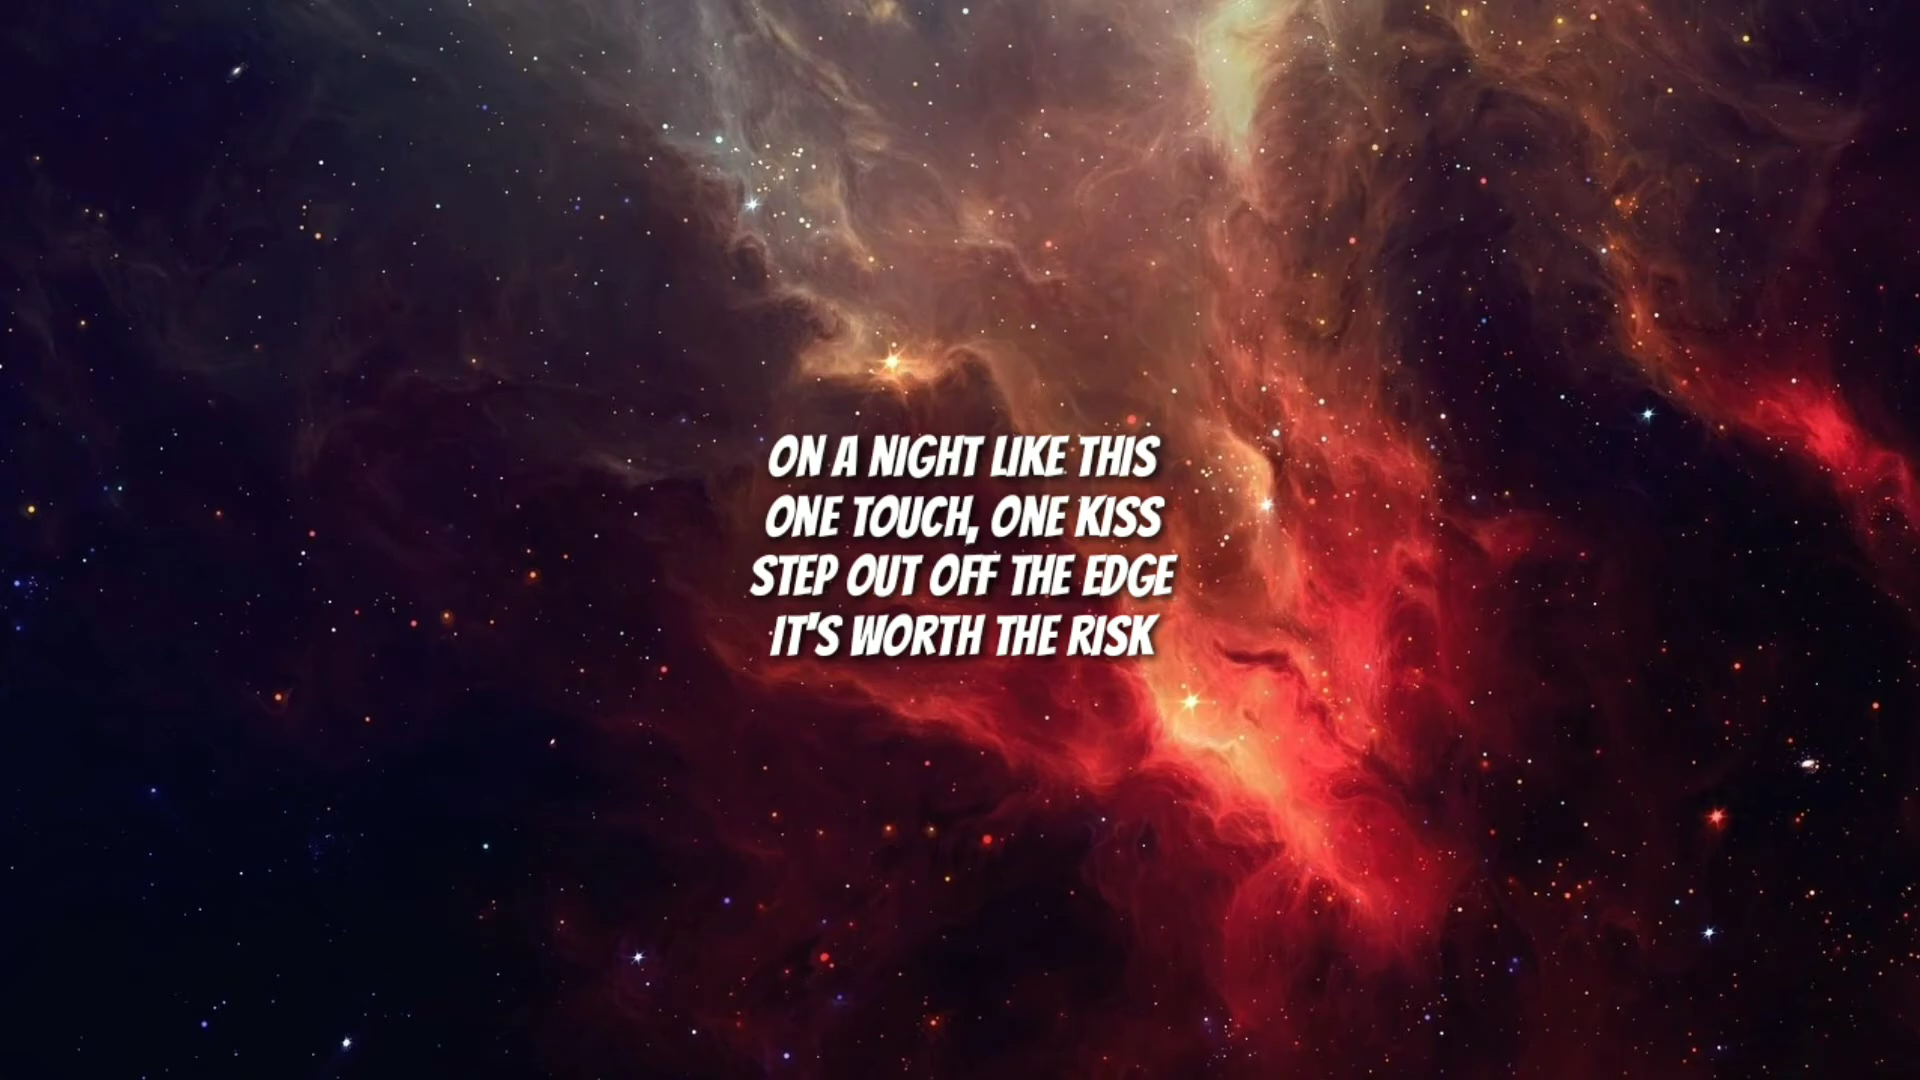 ON A NIGHT LIKE THIS
ONE TOUCH, ONE KISS
STEP OUT OFF THE EDGE
IT'S WORTH THE RISK